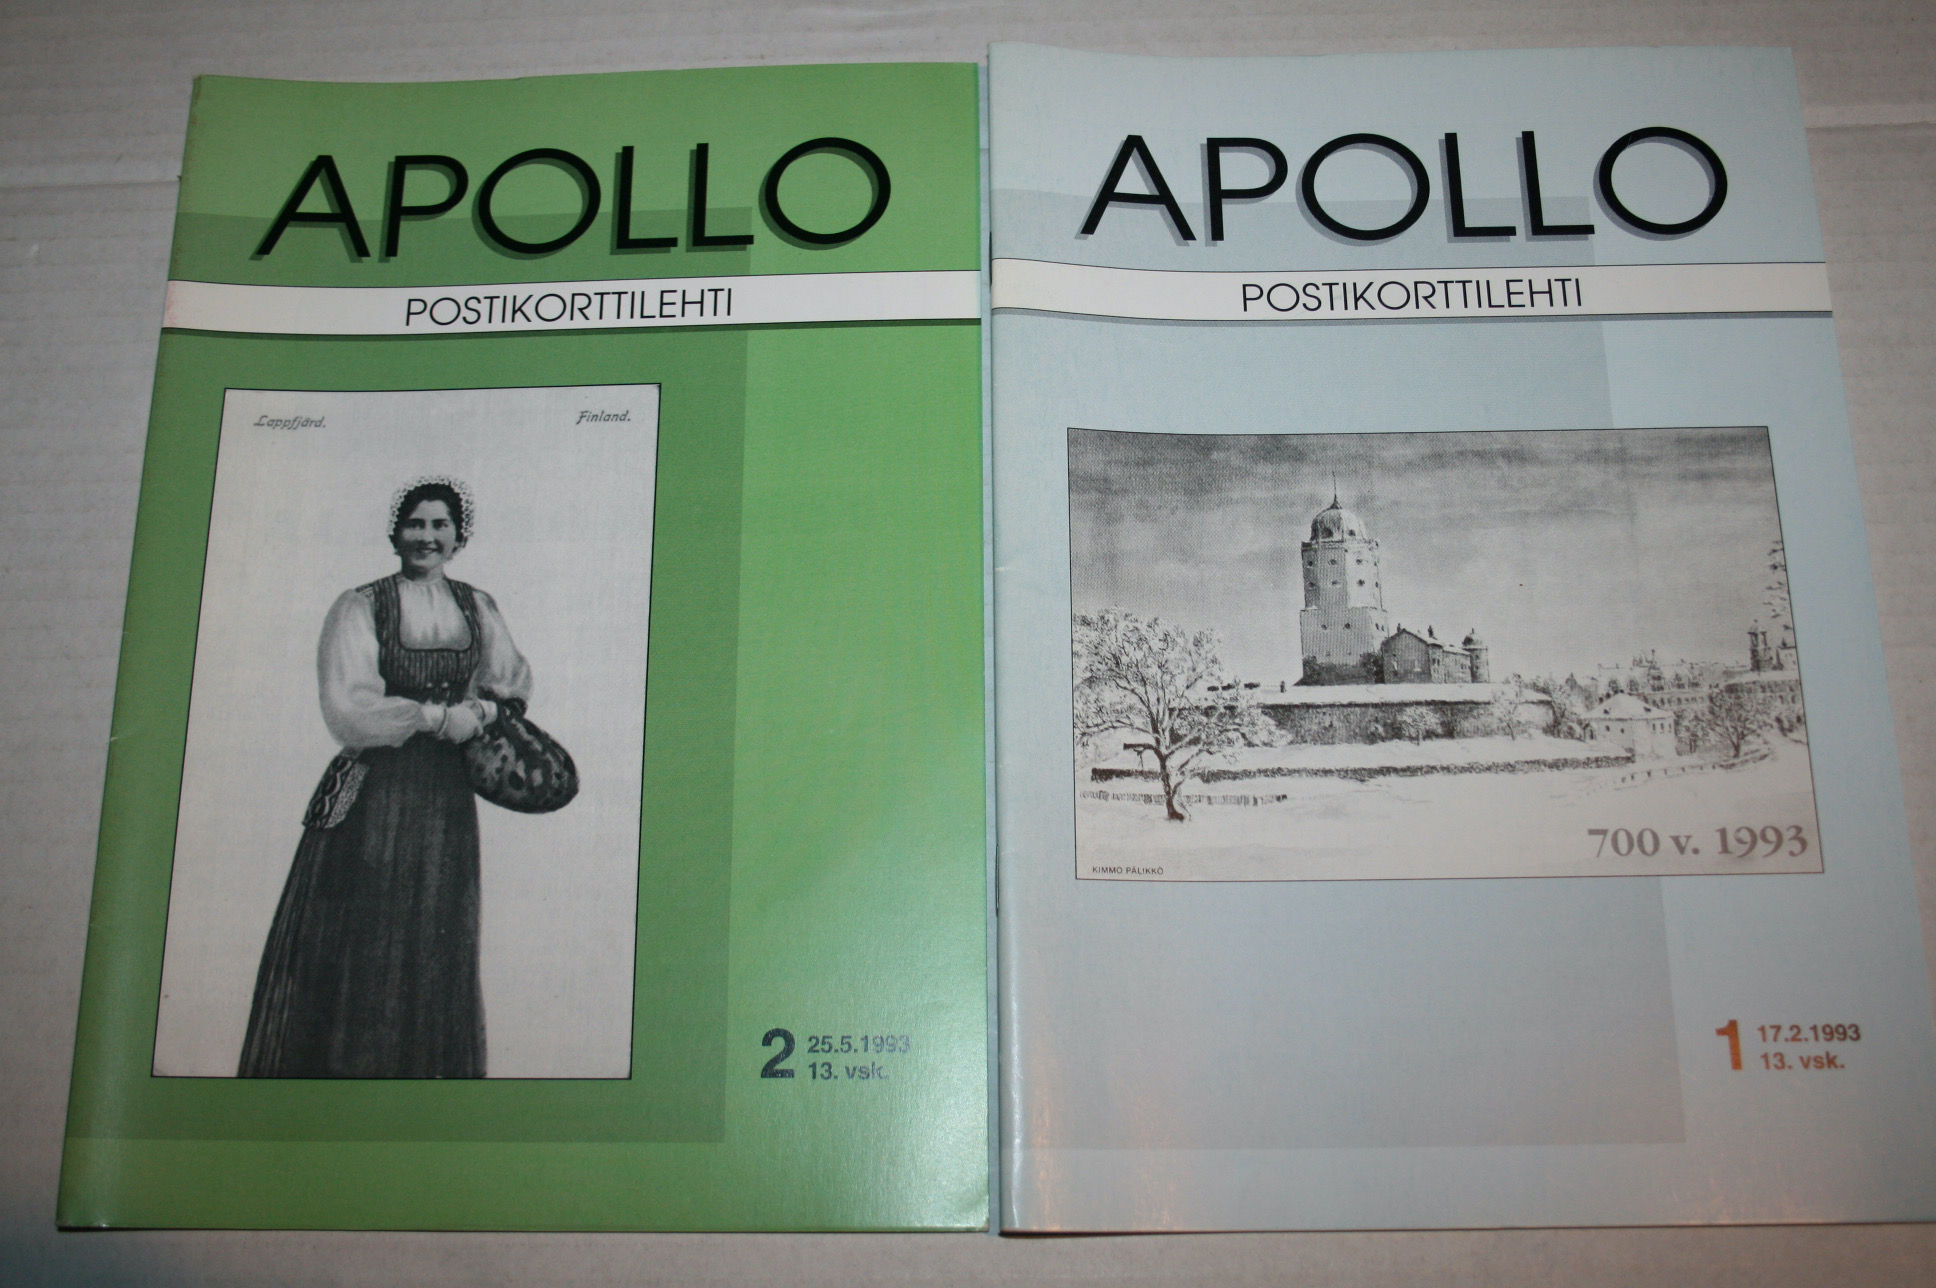 APOLLO
POSTIKORTTILEHTI
Lappfjärd. Finland.
2 25.5.1993
13. vsk.
APOLLO
POSTIKORTTILEHTI
700 v. 1993
KIMMO PÄLIKKÖ
1 17.2.1993
13. vsk.